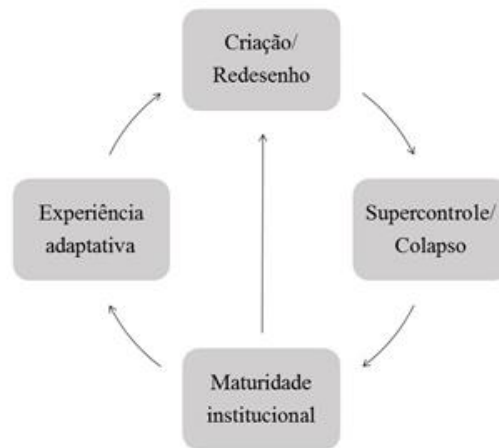 Criação/
Redesenho
Experiência
adaptativa
Supercontrole/
Colapso
Maturidade
institucional